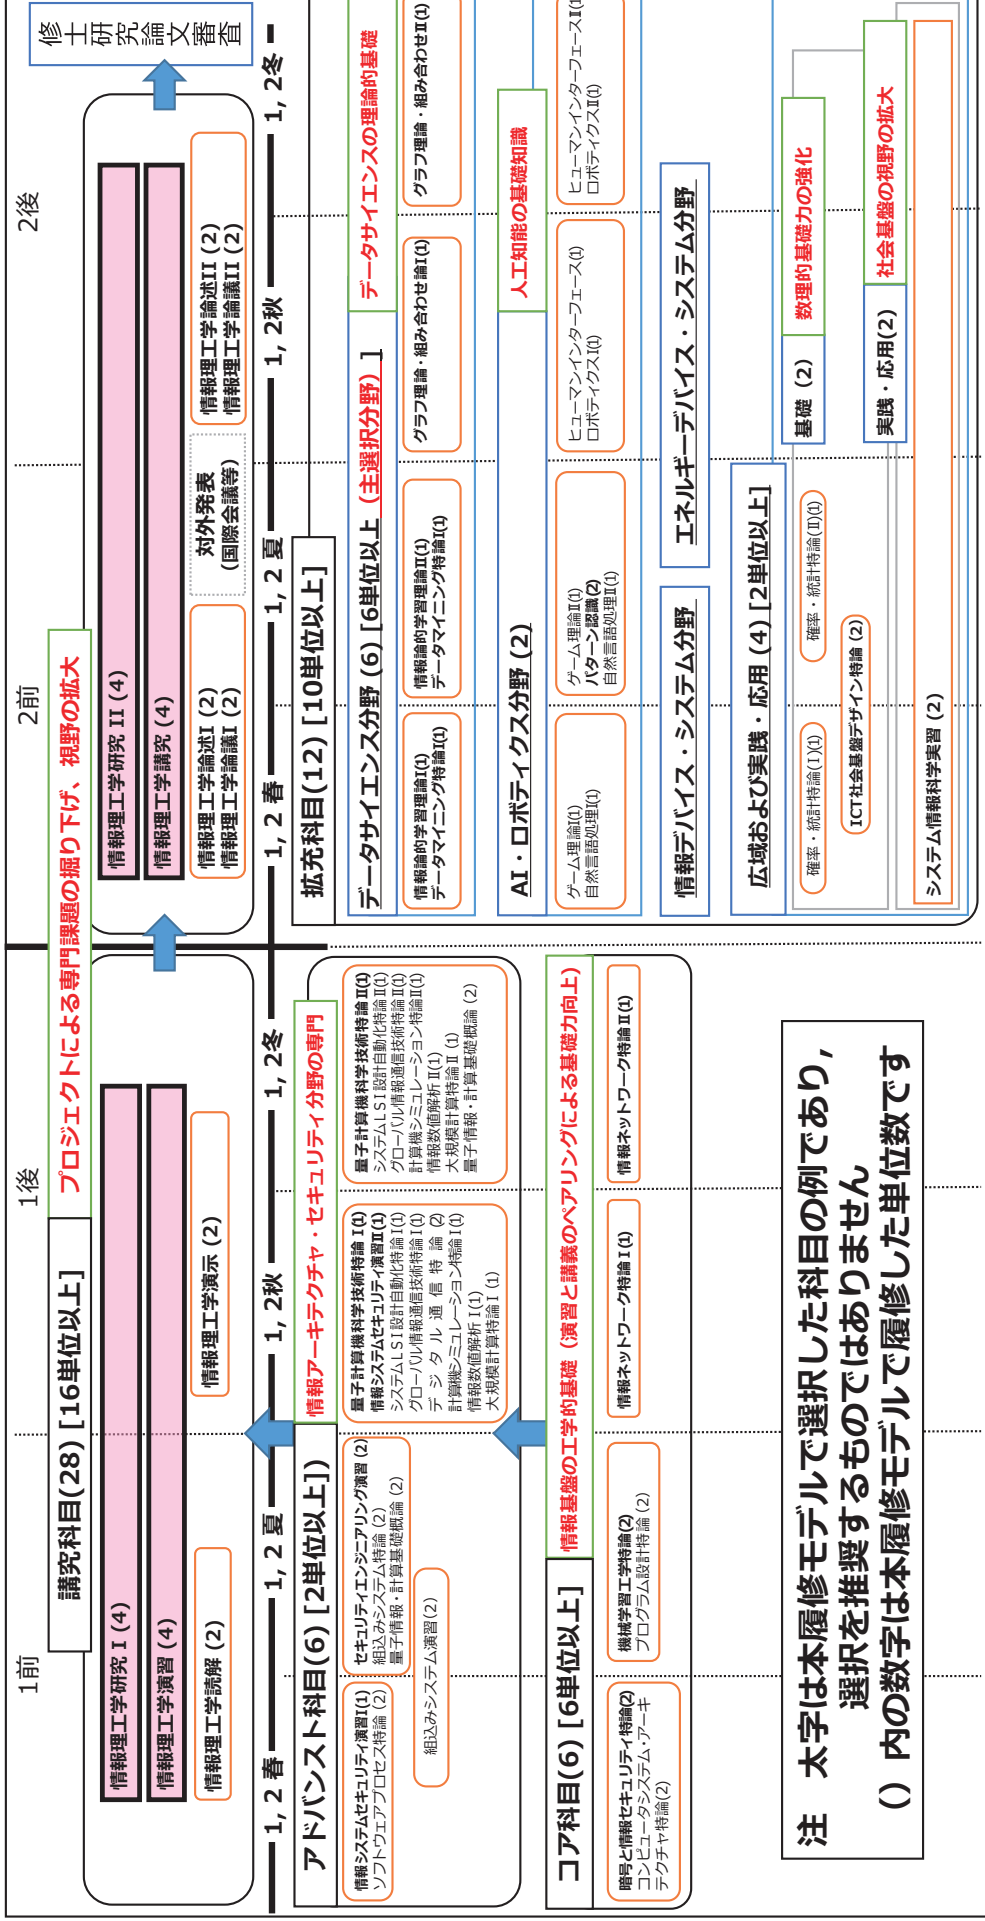 1前
1後
2前
2後
講究科目(28) [16単位以上]
プロジェクトによる専門課題の掘り下げ、視野の拡大
修士研究論文審査
情報理工学研究 I (4)
情報理工学演習 (4)
情報理工学読解 (2)
情報理工学演示 (2)
情報理工学研究 II (4)
情報理工学講究 (4)
情報理工学論述I (2)
情報理工学論議I (2)
対外発表
(国際会議等)
情報理工学論述II (2)
情報理工学論議II (2)
1, 2 春
1, 2 夏
1, 2秋
1, 2冬
1, 2 春
1, 2 夏
1, 2秋
1, 2冬
アドバンスト科目(6) [2単位以上])
情報アーキテクチャ・セキュリティ分野の専門
情報システムセキュリティ演習I(1)
ソフトウェアプロセス特論 (2)
セキュリティエンジニアリング演習 (2)
組込みシステム特論 (2)
量子情報・計算基礎概論 (2)
組込みシステム演習(2)
量子計算機科学技術特論 I(1)
情報システムセキュリティ演習II(1)
システムLSI設計自動化特論Ⅰ(1)
グローバル情報通信技術特論Ⅰ(1)
デジタル通信特論(2)
計算機シミュレーション特論Ⅰ(1)
情報数値解析Ⅰ(1)
大規模計算特論Ⅰ(1)
量子計算機科学技術特論Ⅱ(1)
システムLSI設計自動化特論Ⅱ(1)
グローバル情報通信技術特論Ⅱ(1)
計算機シミュレーション特論Ⅱ(1)
情報数値解析Ⅱ(1)
大規模計算特論Ⅱ(1)
量子情報・計算基礎概論 (2)
コア科目(6) [6単位以上]
情報基盤の工学的基礎（演習と講義のペアリングによる基礎力向上）
暗号と情報セキュリティ特論(2)
コンピュータシステム・アーキ
テクチャ特論(2)
機械学習工学特論(2)
プログラム設計特論 (2)
情報ネットワーク特論Ⅰ(1)
情報ネットワーク特論Ⅱ(1)
注 太字は本履修モデルで選択した科目の例であり,
選択を推奨するものではありません
() 内の数字は本履修モデルで履修した単位数です
拡充科目(12) [10単位以上]
データサイエンス分野 (6) [6単位以上（主選択分野）]
データサイエンスの理論的基礎
情報論的学習理論I(1)
データマイニング特論I(1)
情報論的学習理論II(1)
データマイニング特論I(1)
グラフ理論・組み合わせ論I(1)
グラフ理論・組み合わせII(1)
AI・ロボティクス分野 (2)
人工知能の基礎知識
ゲーム理論I(1)
自然言語処理I(1)
ゲーム理論Ⅱ(1)
パターン認識(2)
自然言語処理Ⅱ(1)
ヒューマンインターフェース(1)
ロボティクスI(1)
ヒューマンインターフェースⅡ(1)
ロボティクスⅡ(1)
情報デバイス・システム分野
エネルギーデバイス・システム分野
広域および実践・応用 (4) [2単位以上]
基礎 (2)
数理的基礎力の強化
確率・統計特論(Ⅰ)(1)
確率・統計特論(Ⅱ)(1)
実践・応用(2)
社会基盤の視野の拡大
ICT社会基盤デザイン特論 (2)
システム情報科学実習 (2)